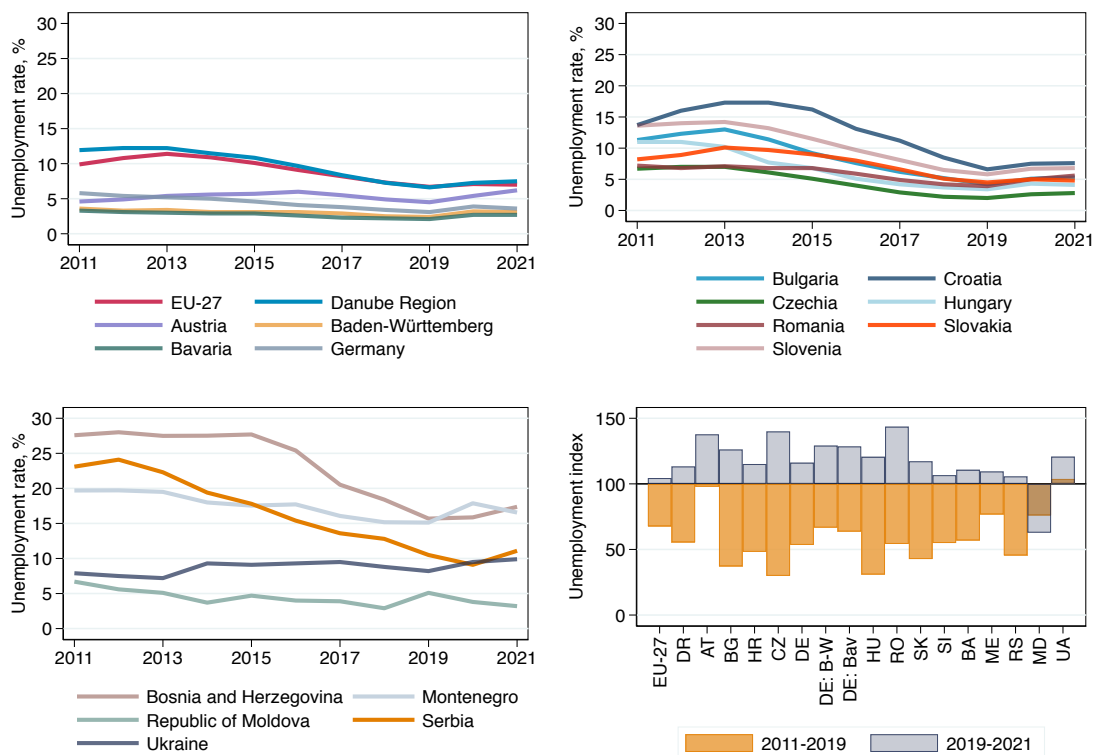 Unemployment rate, %
30
25
20
15
10
5
0
2011 2013 2015 2017 2019 2021
EU-27 Danube Region
Austria Baden-Württemberg
Bavaria Germany
Unemployment rate, %
30
25
20
15
10
5
0
2011 2013 2015 2017 2019 2021
Bulgaria Croatia
Czechia Hungary
Romania Slovakia
Slovenia
Unemployment rate, %
30
25
20
15
10
5
0
2011 2013 2015 2017 2019 2021
Bosnia and Herzegovina Montenegro
Republic of Moldova Serbia
Ukraine
Unemployment index
150
100
50
0
EU-27 DR AT BG HR CZ DE DE: B-W DE: Bav HU RO SK SI BA ME RS MD UA
2011-2019 2019-2021